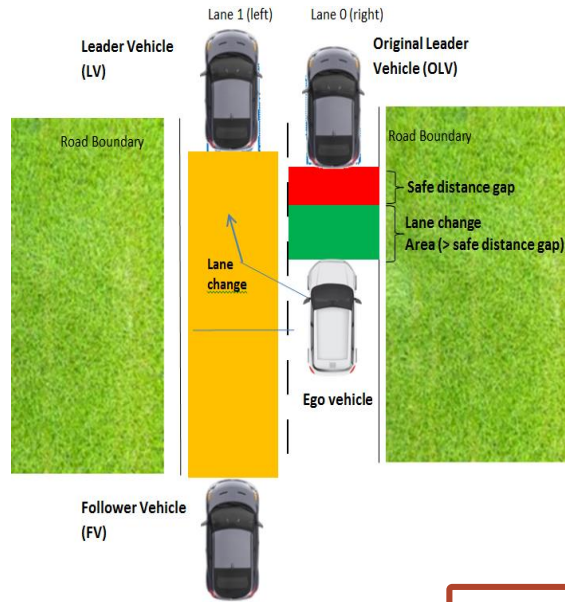 Lane 1 (left)
Lane 0 (right)
Leader Vehicle
(LV)
Original Leader
Vehicle (OLV)
Road Boundary
Road Boundary
Safe distance gap
Lane change
Area (> safe distance gap)
Lane
change
Ego vehicle
Follower Vehicle
(FV)